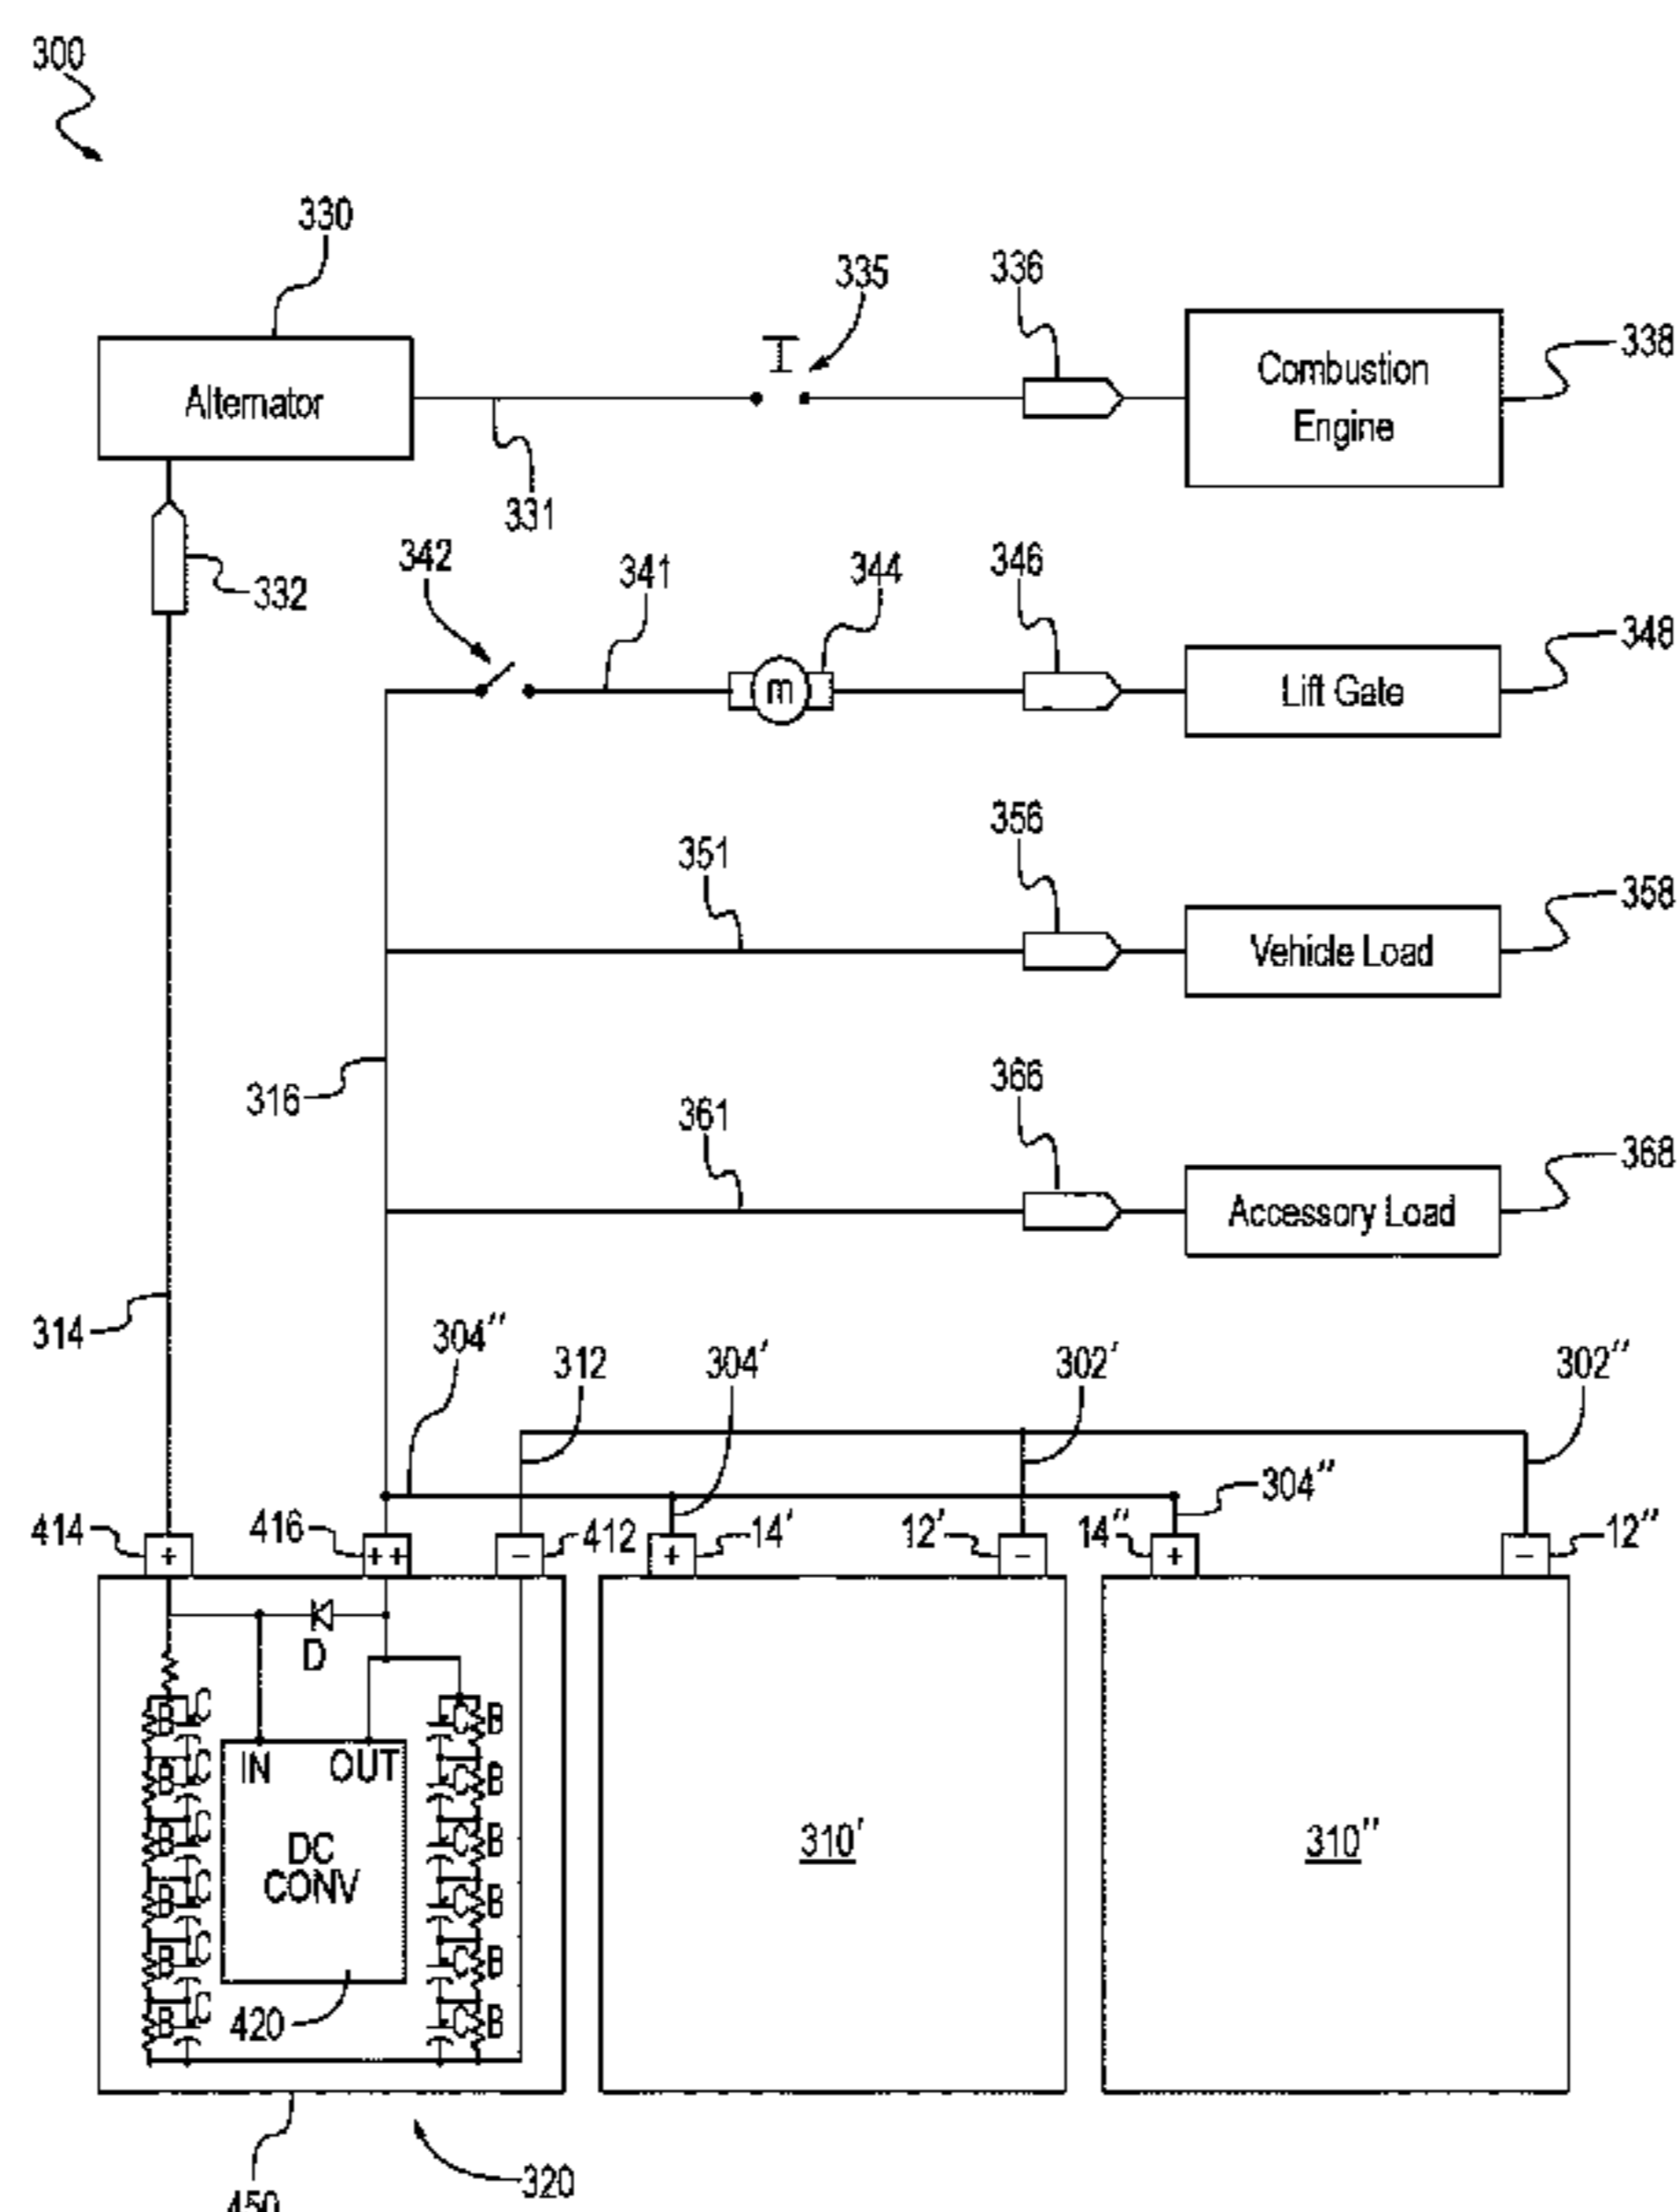 300
330
335
336
338
Alternator
Combustion
Engine
331
332
342
341
344
346
348
m
Lift Gate
351
356
358
Vehicle Load
316
361
366
368
Accessory Load
314
304"
312
304'
302'
302"
304"
414
+
416
++
-
412
+
14'
12'
-
14"
+
-
12"
D
B C
C B
B C
C B
B C
C B
B C
C B
B C
C B
B C
C B
IN OUT
DC
CONV
420
310'
310"
450
320